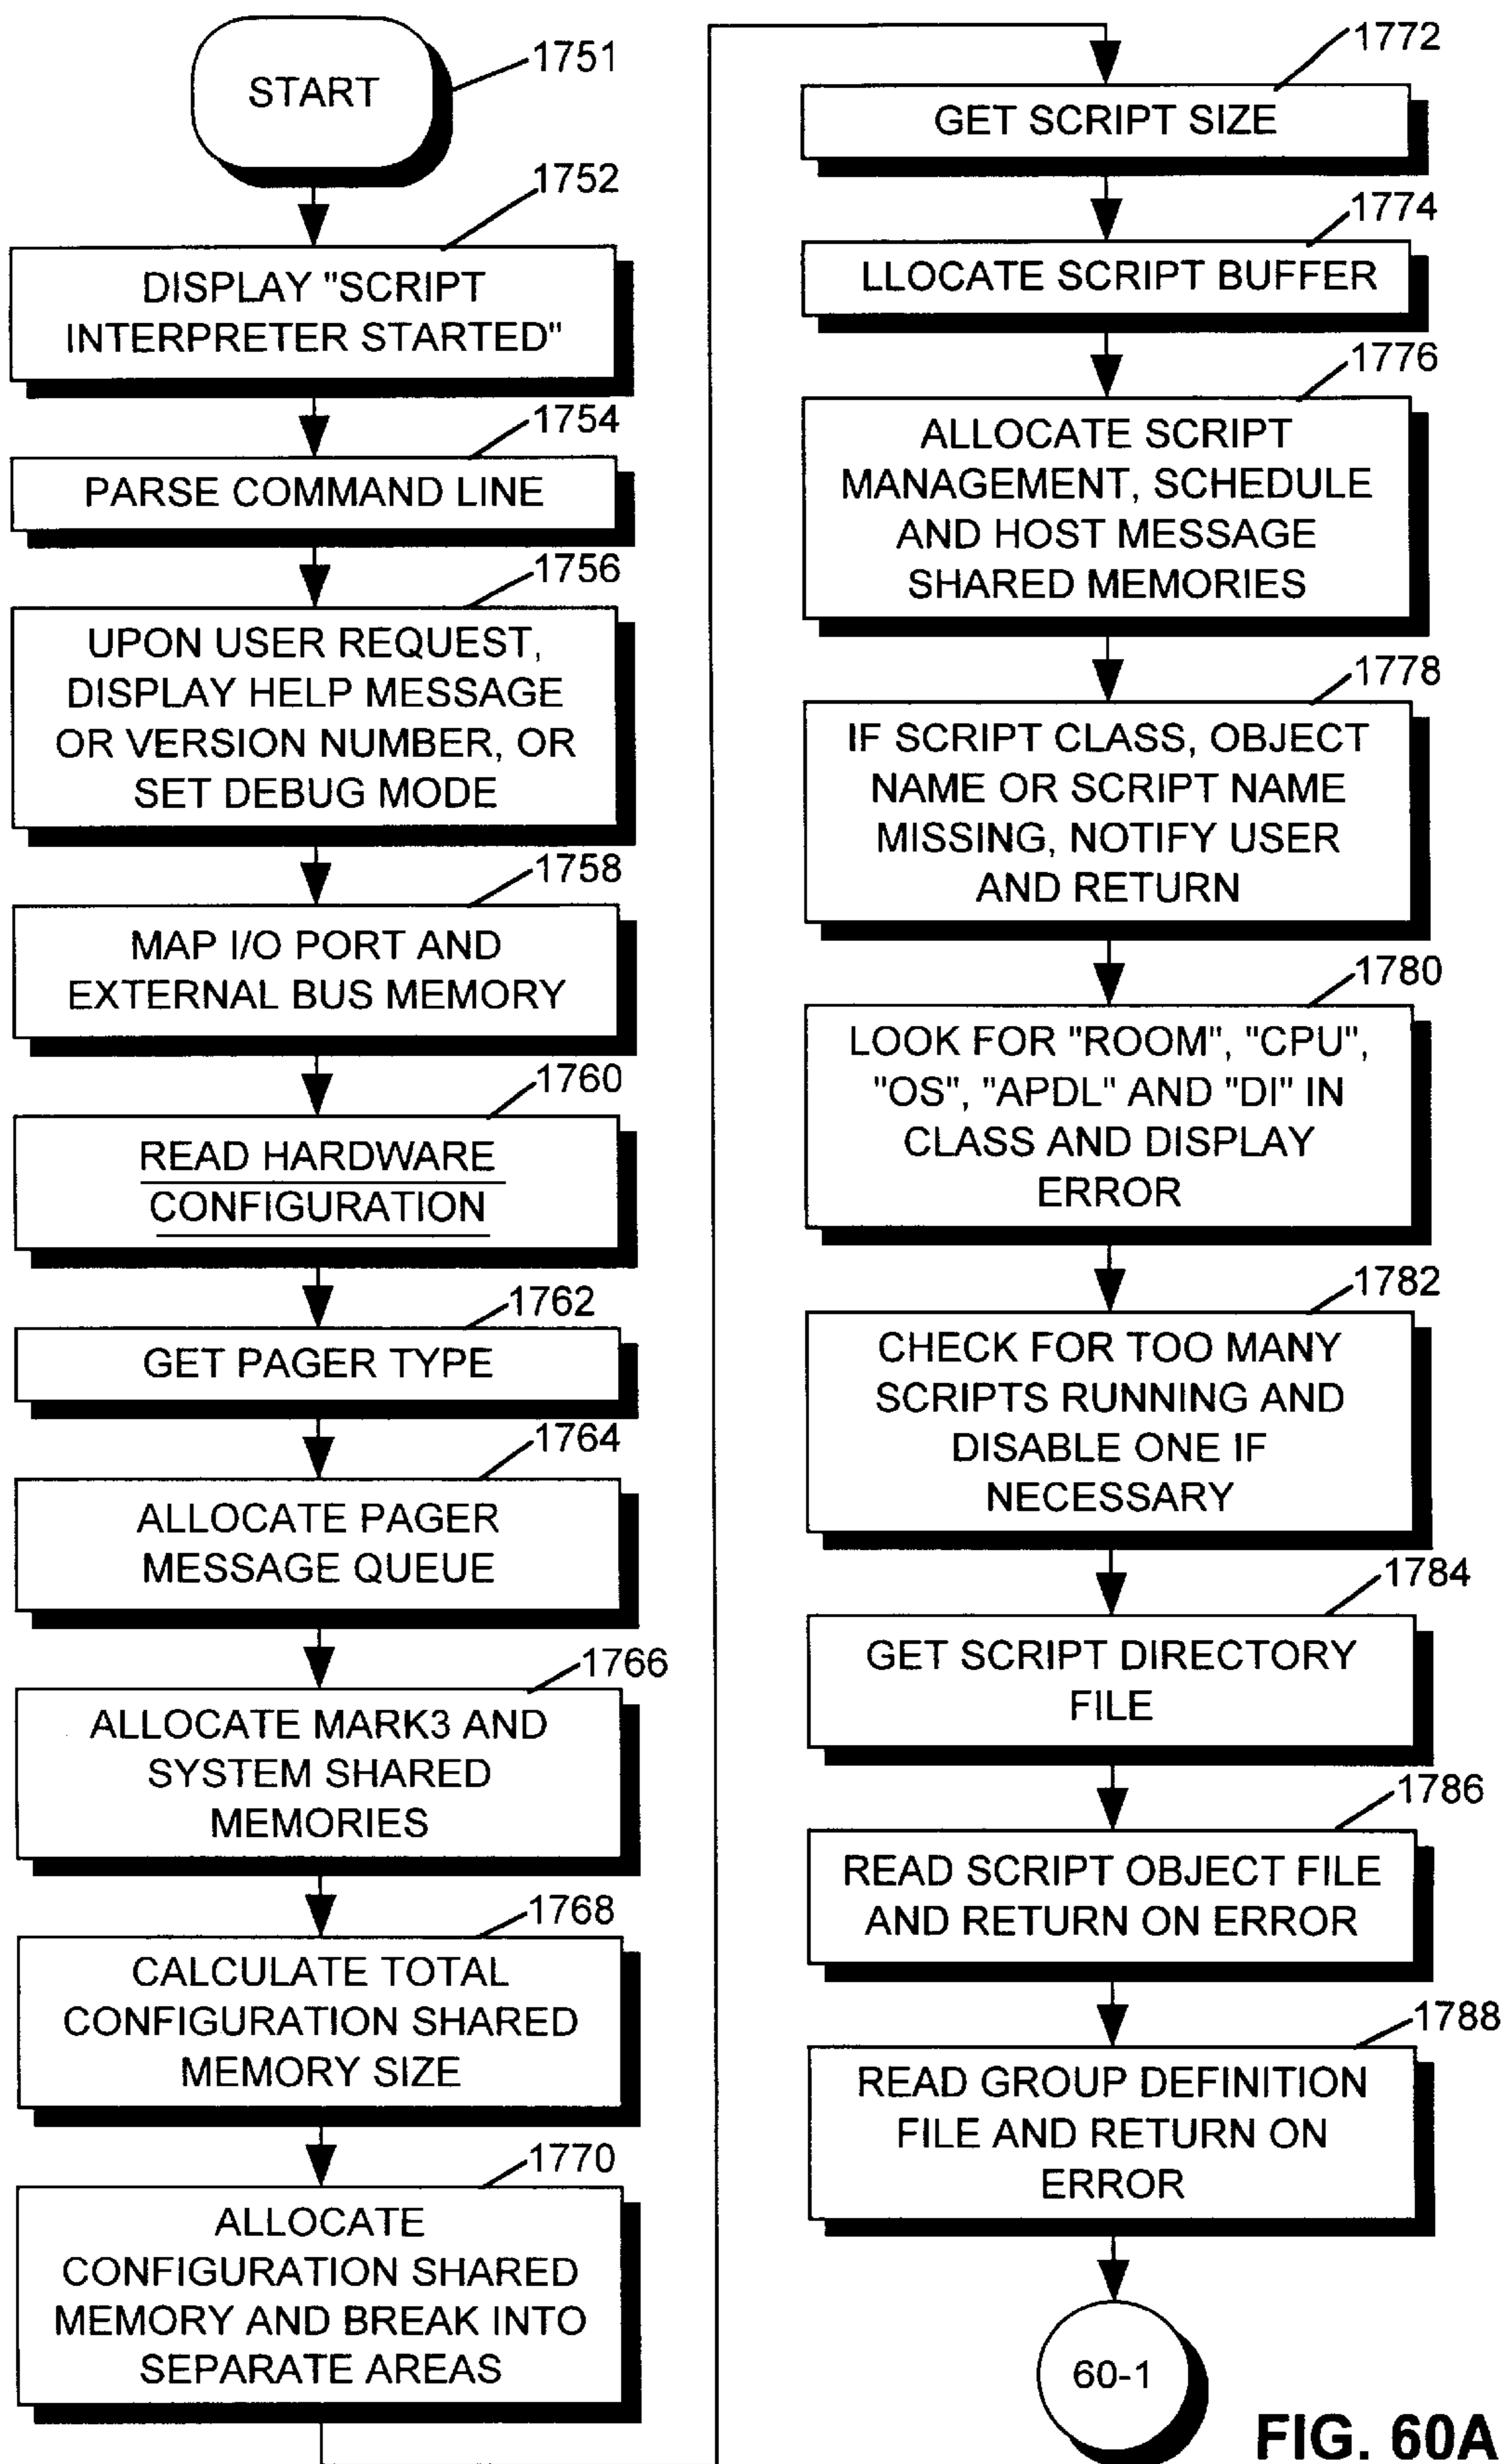 START
1751
1752
DISPLAY "SCRIPT
INTERPRETER STARTED"
1754
PARSE COMMAND LINE
1756
UPON USER REQUEST,
DISPLAY HELP MESSAGE
OR VERSION NUMBER, OR
SET DEBUG MODE
1758
MAP I/O PORT AND
EXTERNAL BUS MEMORY
1760
READ HARDWARE
CONFIGURATION
1762
GET PAGER TYPE
1764
ALLOCATE PAGER
MESSAGE QUEUE
1766
ALLOCATE MARK3 AND
SYSTEM SHARED
MEMORIES
1768
CALCULATE TOTAL
CONFIGURATION SHARED
MEMORY SIZE
1770
ALLOCATE
CONFIGURATION SHARED
MEMORY AND BREAK INTO
SEPARATE AREAS
1772
GET SCRIPT SIZE
1774
LLOCATE SCRIPT BUFFER
1776
ALLOCATE SCRIPT
MANAGEMENT, SCHEDULE
AND HOST MESSAGE
SHARED MEMORIES
1778
IF SCRIPT CLASS, OBJECT
NAME OR SCRIPT NAME
MISSING, NOTIFY USER
AND RETURN
1780
LOOK FOR "ROOM", "CPU",
"OS", "APDL" AND "DI" IN
CLASS AND DISPLAY
ERROR
1782
CHECK FOR TOO MANY
SCRIPTS RUNNING AND
DISABLE ONE IF
NECESSARY
1784
GET SCRIPT DIRECTORY
FILE
1786
READ SCRIPT OBJECT FILE
AND RETURN ON ERROR
1788
READ GROUP DEFINITION
FILE AND RETURN ON
ERROR
60-1
FIG. 60A